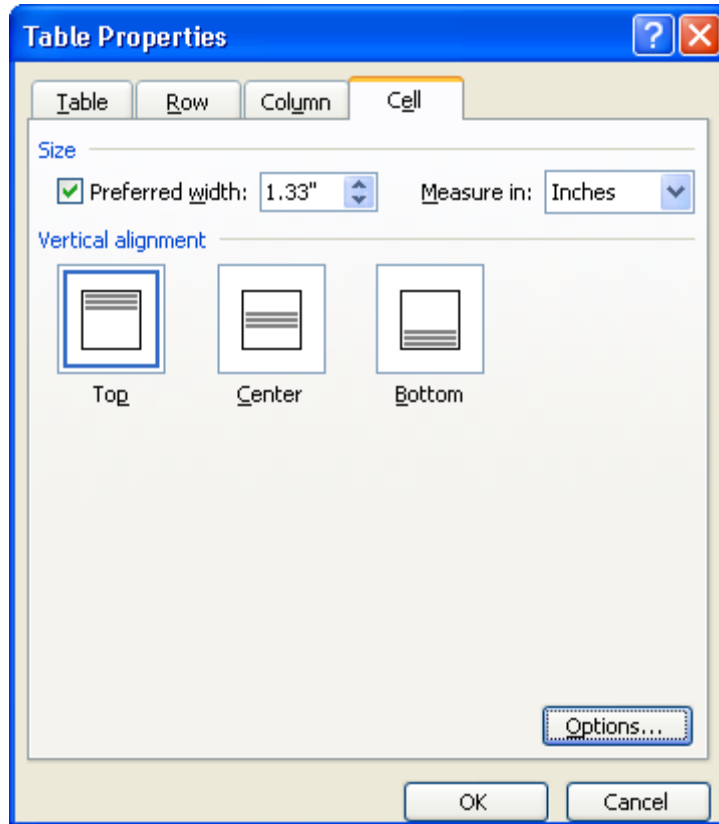 Table Properties
?
Table Row Column Cell
Size
Preferred width: 1.33" Measure in: Inches
Vertical alignment
Top Center Bottom
Options...
OK Cancel